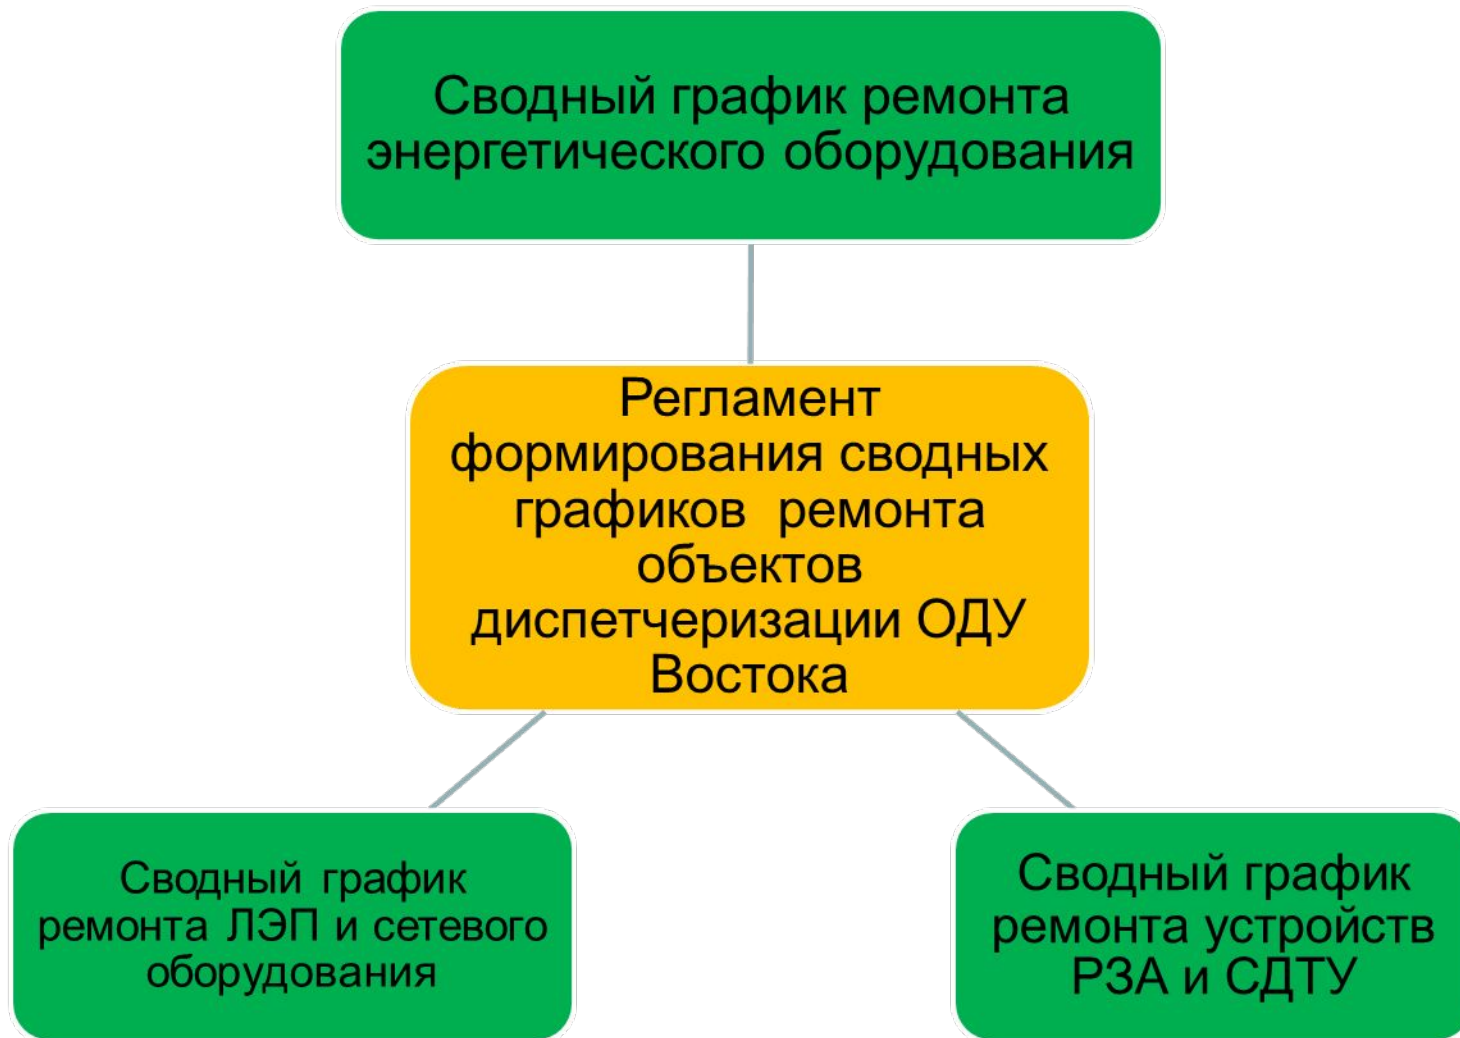 Сводный график ремонта
энергетического оборудования
Регламент
формирования сводных
графиков ремонта
объектов
диспетчеризации ОДУ
Востока
Сводный график
ремонта ЛЭП и сетевого
оборудования
Сводный график
ремонта устройств
РЗА и СДТУ